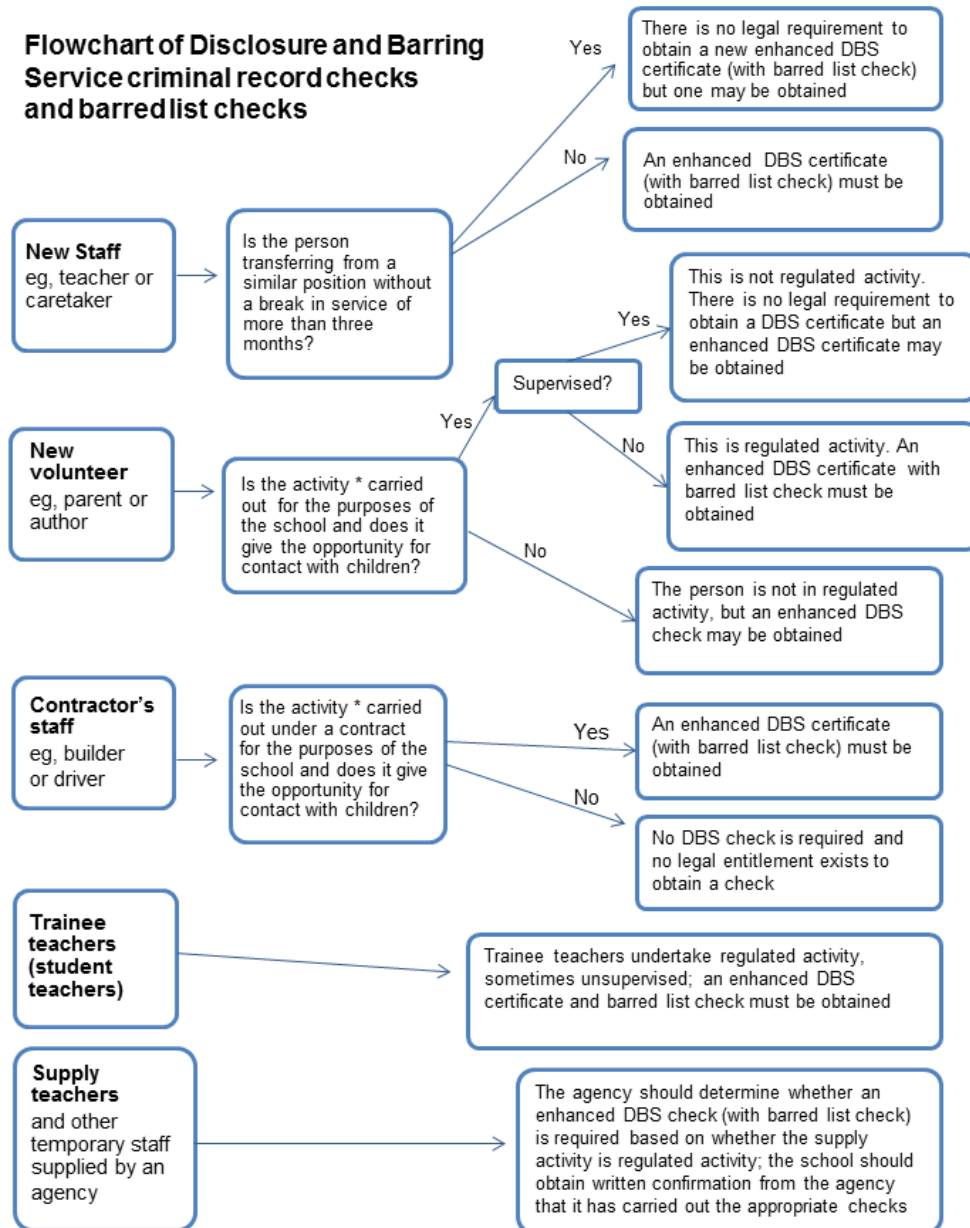 Flowchart of Disclosure and Barring
Service criminal record checks
and barred list checks
Yes
There is no legal requirement to
obtain a new enhanced DBS
certificate (with barred list check)
but one may be obtained
No
An enhanced DBS certificate
(with barred list check) must be
obtained
New Staff
eg, teacher or
caretaker
Is the person
transferring from a
similar position without
a break in service of
more than three
months?
This is not regulated activity.
There is no legal requirement to
obtain a DBS certificate but an
enhanced DBS certificate may
be obtained
Yes
Supervised?
Yes
No
This is regulated activity. An
enhanced DBS certificate with
barred list check must be
obtained
New
volunteer
eg, parent or
author
Is the activity * carried
out for the purposes of
the school and does it
give the opportunity for
contact with children?
No
The person is not in regulated
activity, but an enhanced DBS
check may be obtained
Contractor's
staff
eg, builder
or driver
Is the activity * carried
out under a contract
for the purposes of the
school and does it give
the opportunity for
contact with children?
Yes
An enhanced DBS certificate
(with barred list check) must be
obtained
No
No DBS check is required and
no legal entitlement exists to
obtain a check
Trainee
teachers
(student
teachers)
Trainee teachers undertake regulated activity,
sometimes unsupervised; an enhanced DBS
certificate and barred list check must be obtained
Supply
teachers
and other
temporary staff
supplied by an
agency
The agency should determine whether an
enhanced DBS check (with barred list check)
is required based on whether the supply
activity is regulated activity; the school should
obtain written confirmation from the agency
that it has carried out the appropriate checks